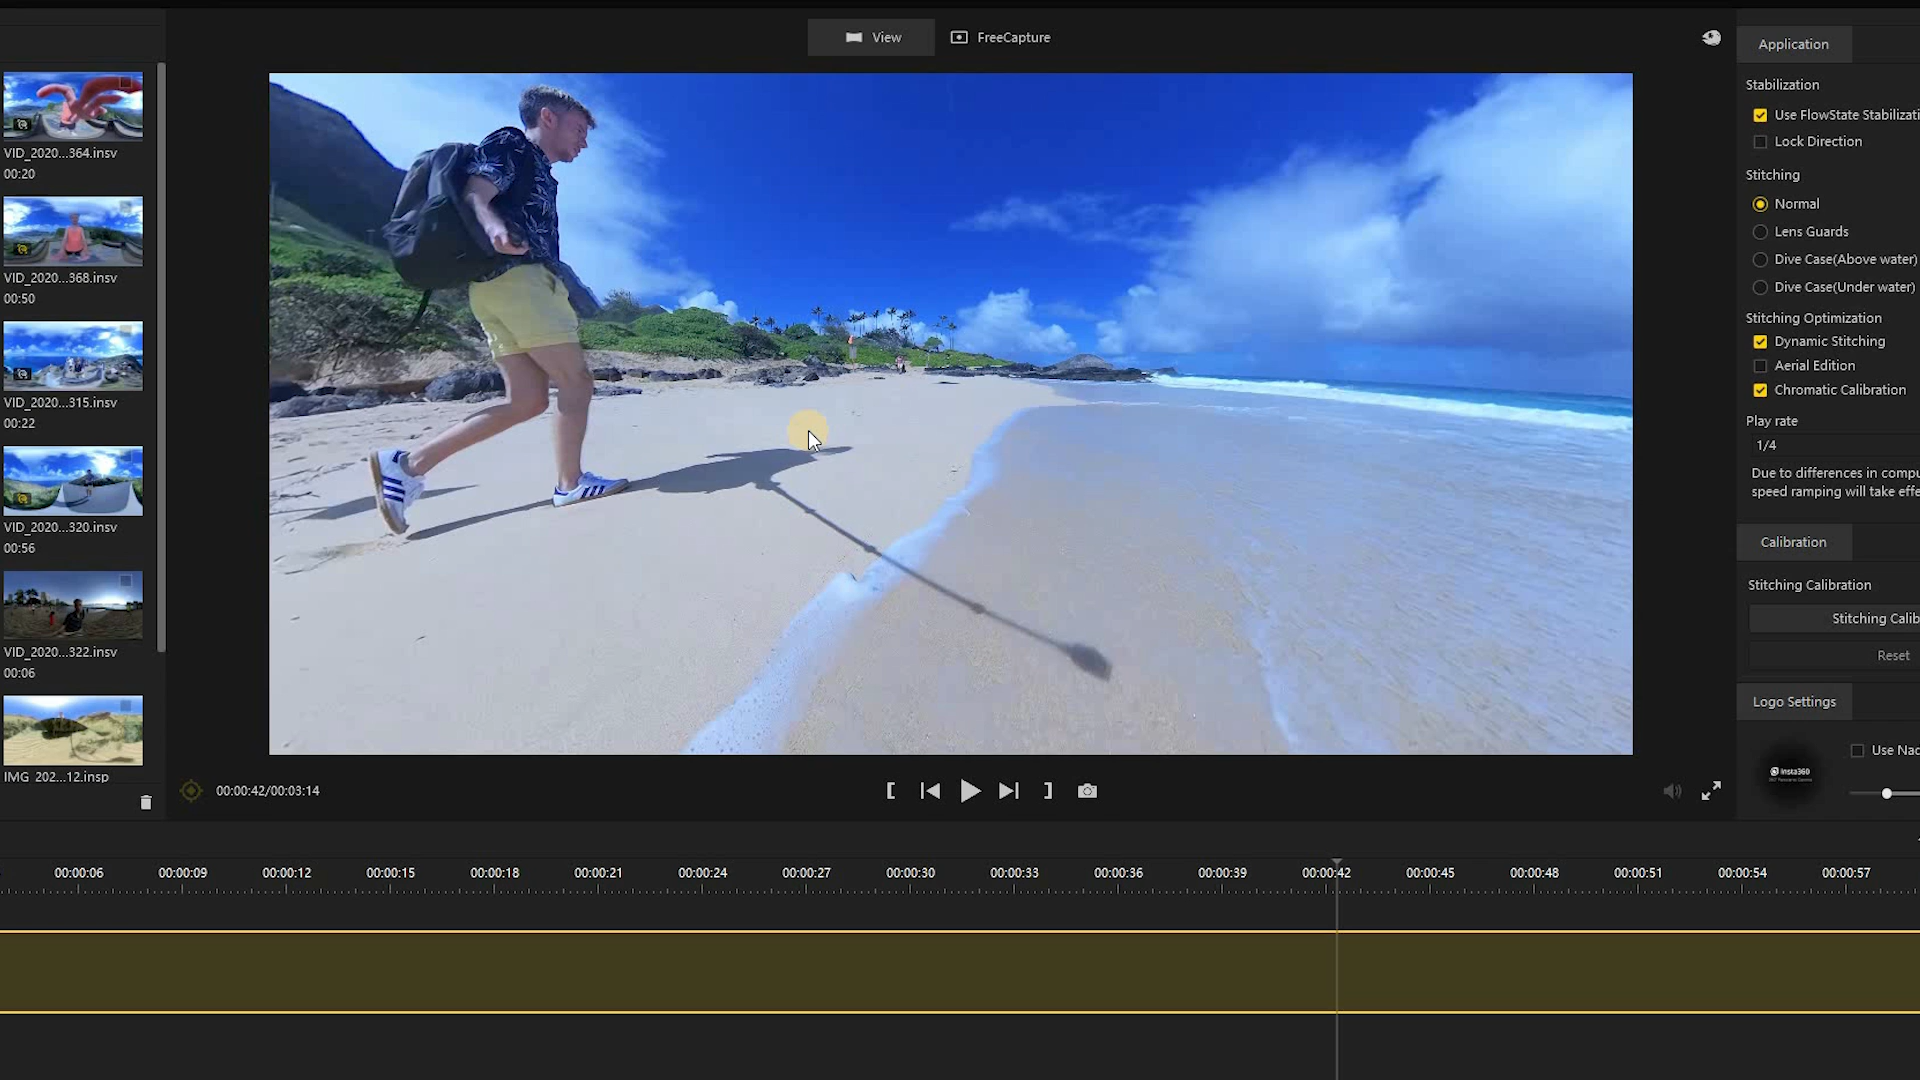 View
FreeCapture
Application
Stabilization
Use FlowState Stabilizati
Lock Direction
Stitching
Normal
Lens Guards
Dive Case(Above water)
Dive Case(Under water)
Stitching Optimization
Dynamic Stitching
Aerial Edition
Chromatic Calibration
Play rate
1/4
Due to differences in compu
speed ramping will take effe
Calibration
Stitching Calibration
Stitching Calib
Reset
Logo Settings
Use Nad
Insta360
VID_2020...364.insv
00:20
VID_2020...368.insv
00:50
VID_2020...315.insv
00:22
VID_2020...320.insv
00:56
VID_2020...322.insv
00:06
IMG_202...12.insp
00:00:42/00:03:14
00:00:06 00:00:09 00:00:12 00:00:15 00:00:18 00:00:21 00:00:24 00:00:27 00:00:30 00:00:33 00:00:36 00:00:39 00:00:42 00:00:45 00:00:48 00:00:51 00:00:54 00:00:57